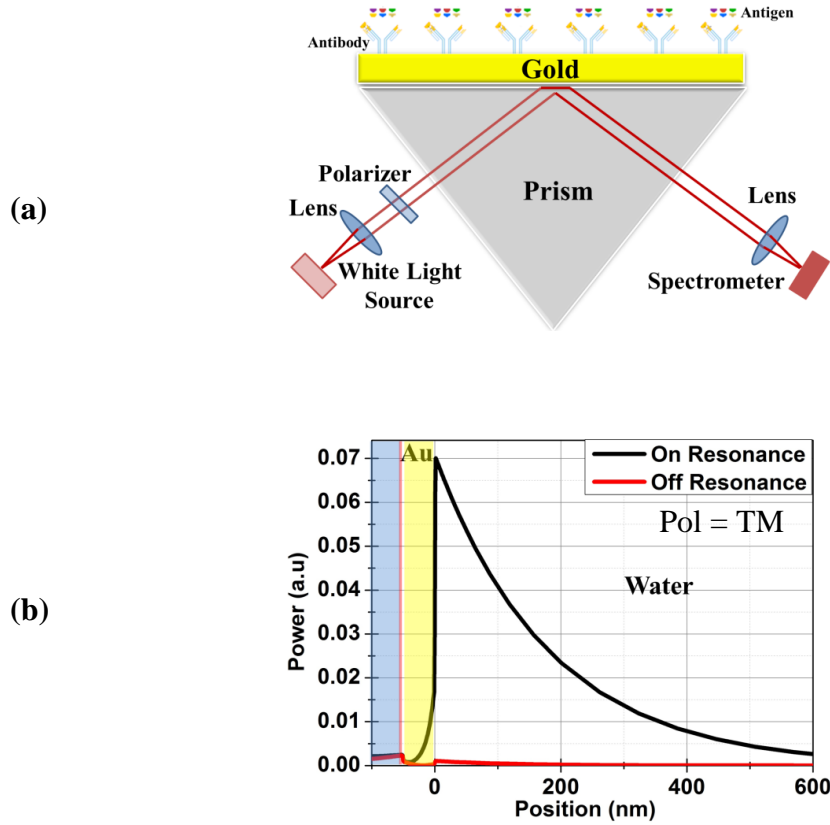 Antibody
Antigen
Gold
(a)
Polarizer
Lens
Prism
Lens
White Light
Source
Spectrometer
(b)
Au
On Resonance
Off Resonance
Pol = TM
Water
Power (a.u)
0.07
0.06
0.05
0.04
0.03
0.02
0.01
0.00
0
200
400
600
Position (nm)